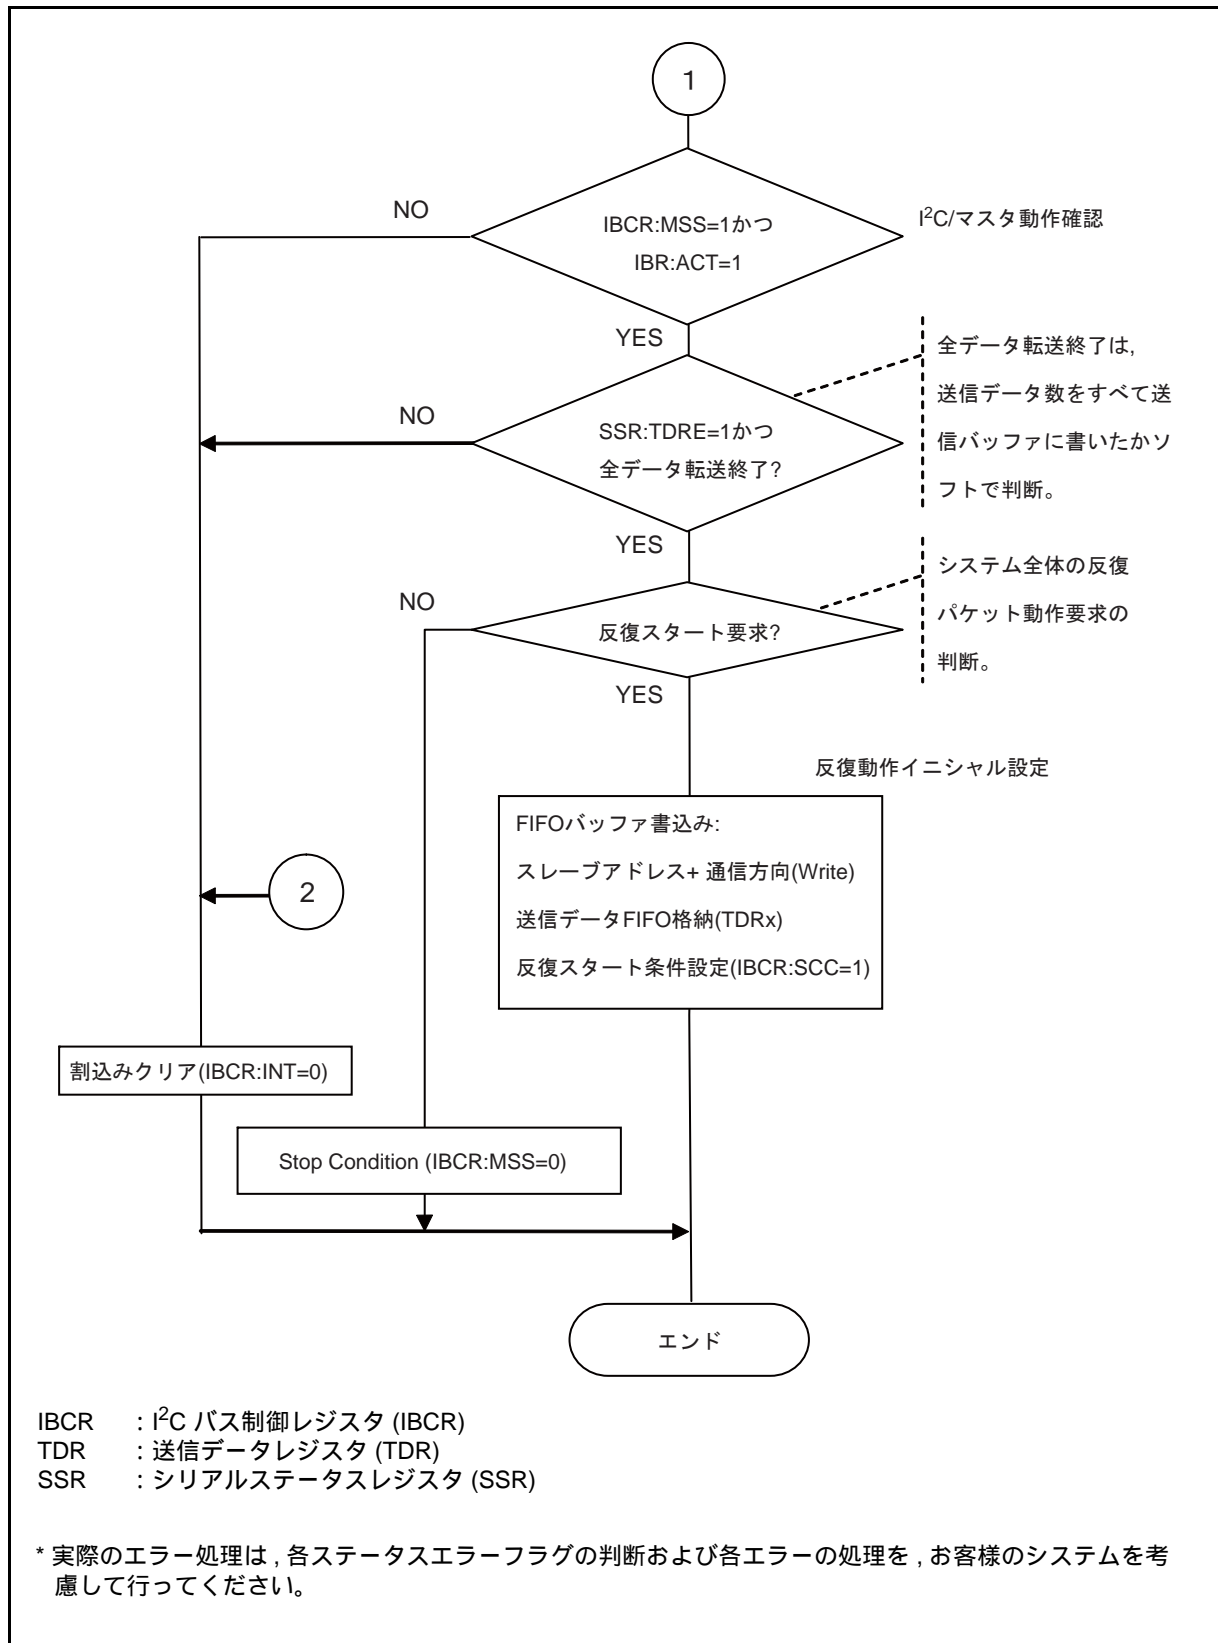 1
NO
IBCR:MSS=1かつ
IBR:ACT=1
I²C/マスタ動作確認
YES
全データ転送終了は,
送信データ数をすべて送
信バッファに書いたかソ
フトで判断。
NO
SSR:TDRE=1かつ
全データ転送終了?
YES
システム全体の反復
パケット動作要求の
判断。
NO
反復スタート要求?
YES
反復動作イニシャル設定
FIFOバッファ書込み:
スレーブアドレス+ 通信方向(Write)
送信データFIFO格納(TDRx)
反復スタート条件設定(IBCR:SCC=1)
2
割込みクリア(IBCR:INT=0)
Stop Condition (IBCR:MSS=0)
エンド
IBCR : I²C バス制御レジスタ (IBCR)
TDR : 送信データレジスタ (TDR)
SSR : シリアルステータスレジスタ (SSR)
* 実際のエラー処理は , 各ステータスエラーフラグの判断および各エラーの処理を , お客様のシステムを考
慮して行ってください。